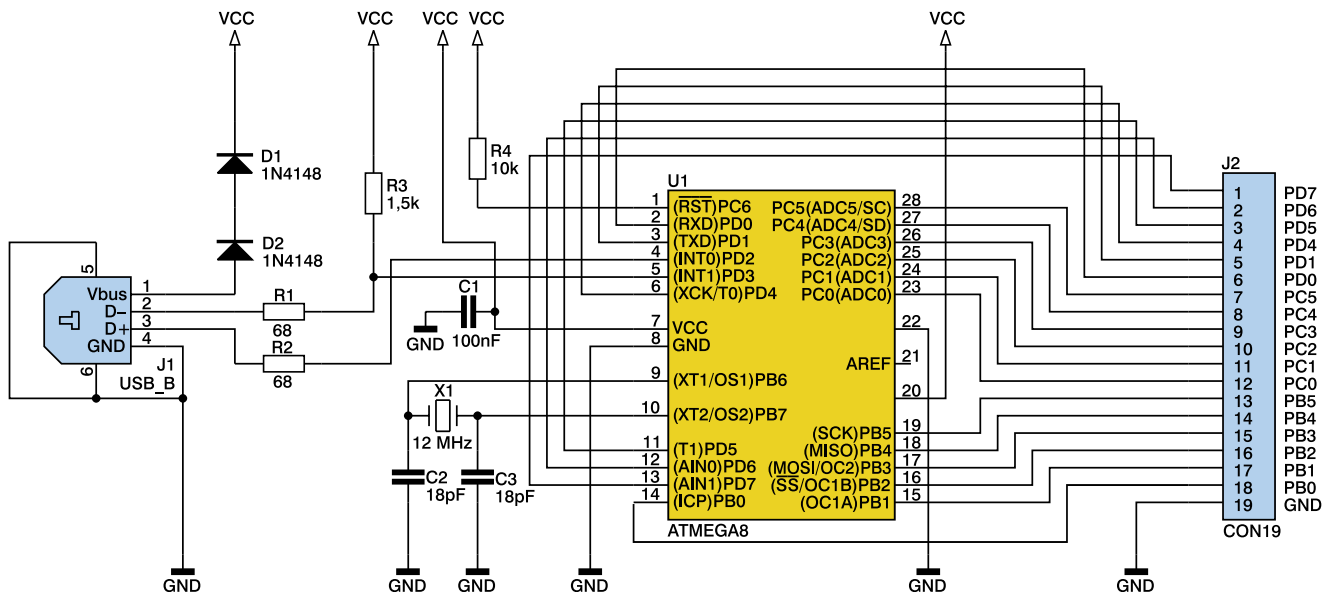 VCC
VCC
VCC
VCC
VCC
D1
1N4148
D2
1N4148
R3
1,5k
R4
10k
5
Vbus
D–
D+
GND
1
2
3
4
6
J1
USB_B
R1
68
R2
68
C1
100nF
GND
X1
12 MHz
C2
18pF
C3
18pF
U1
1 (RST)PC6
2 (RXD)PD0
3 (TXD)PD1
4 (INT0)PD2
5 (INT1)PD3
6 (XCK/T0)PD4
7 VCC
8 GND
9 (XT1/OS1)PB6
10 (XT2/OS2)PB7
11 (T1)PD5
12 (AIN0)PD6
13 (AIN1)PD7
14 (ICP)PB0
PC5(ADC5/SC) 28
PC4(ADC4/SD) 27
PC3(ADC3) 26
PC2(ADC2) 25
PC1(ADC1) 24
PC0(ADC0) 23
22
AREF 21
20
(SCK)PB5 19
(MISO)PB4 18
(MOSI/OC2)PB3 17
(SS/OC1B)PB2 16
(OC1A)PB1 15
ATMEGA8
J2
1 PD7
2 PD6
3 PD5
4 PD4
5 PD1
6 PD0
7 PC5
8 PC4
9 PC3
10 PC2
11 PC1
12 PC0
13 PB5
14 PB4
15 PB3
16 PB2
17 PB1
18 PB0
19 GND
CON19
GND
GND
GND
GND
GND
GND